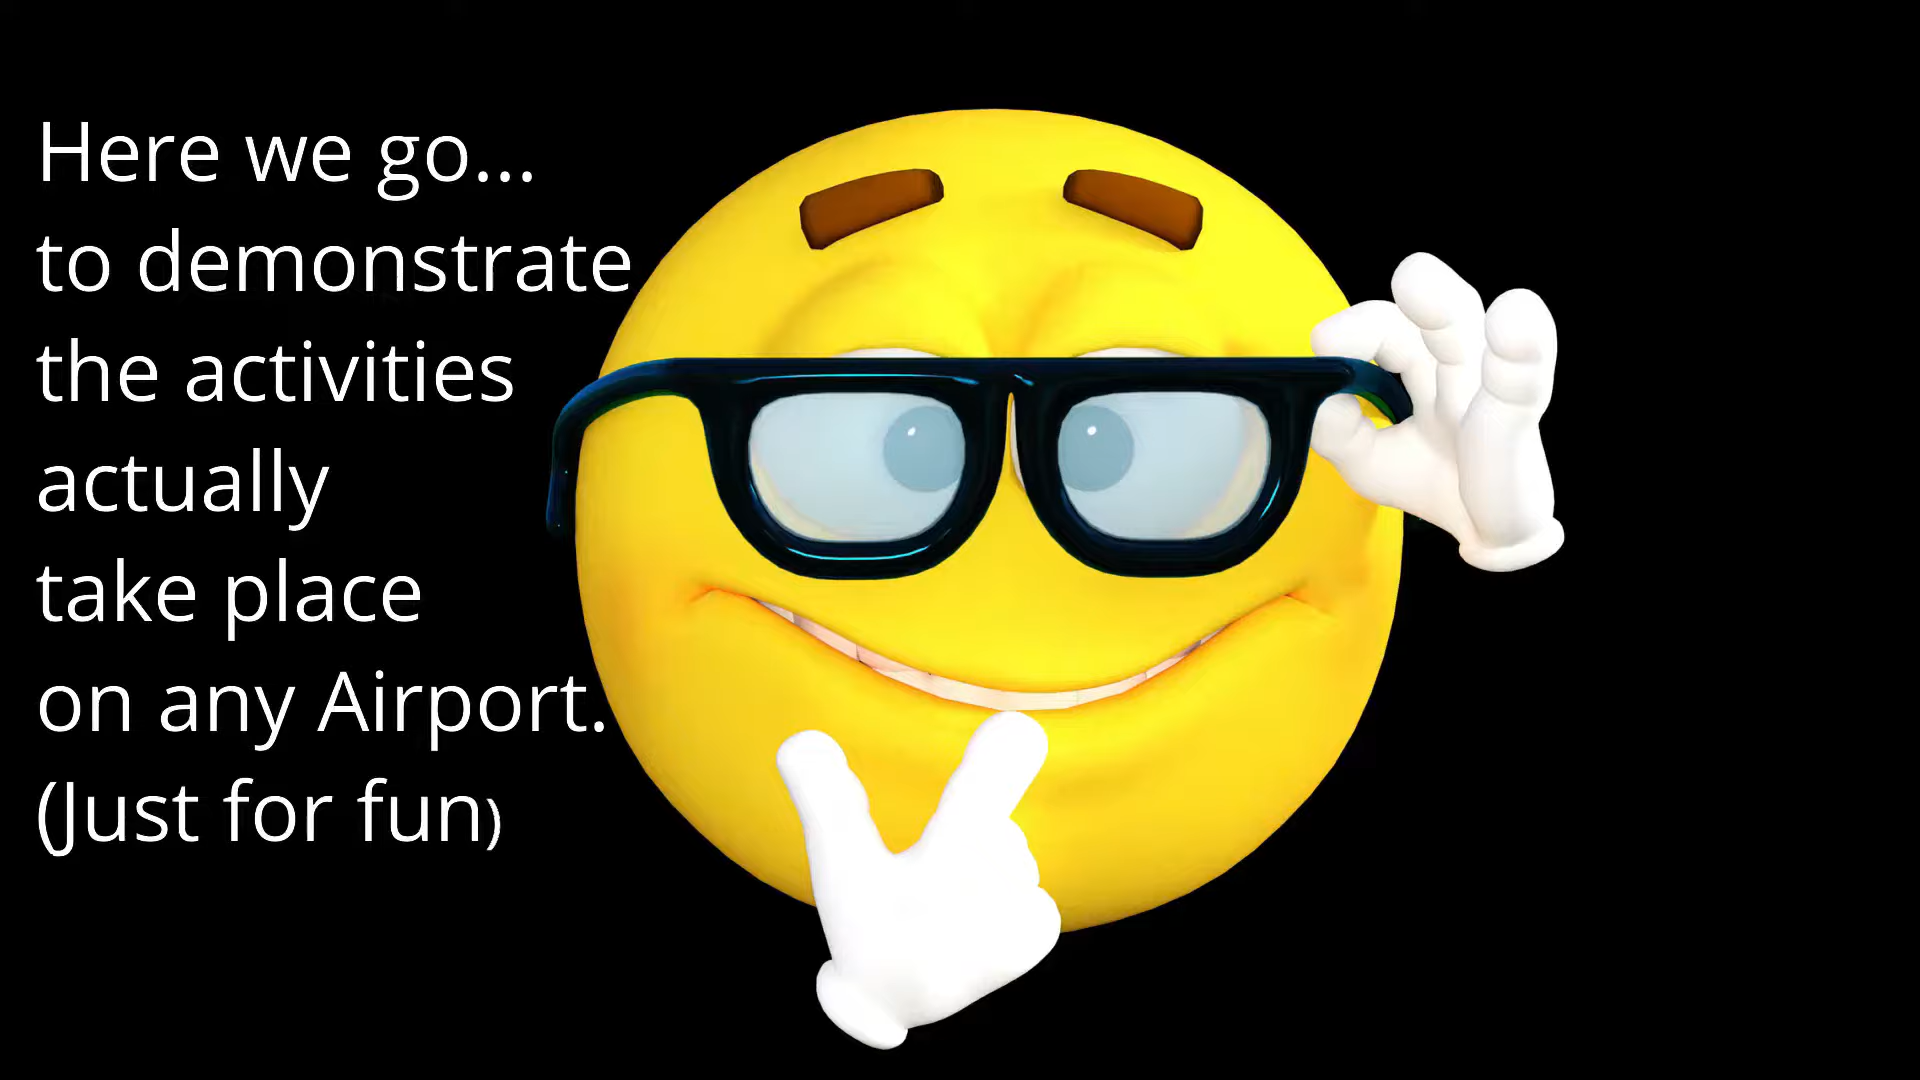 Here we go...
to demonstrate
the activities
actually
take place
on any Airport.
(Just for fun)